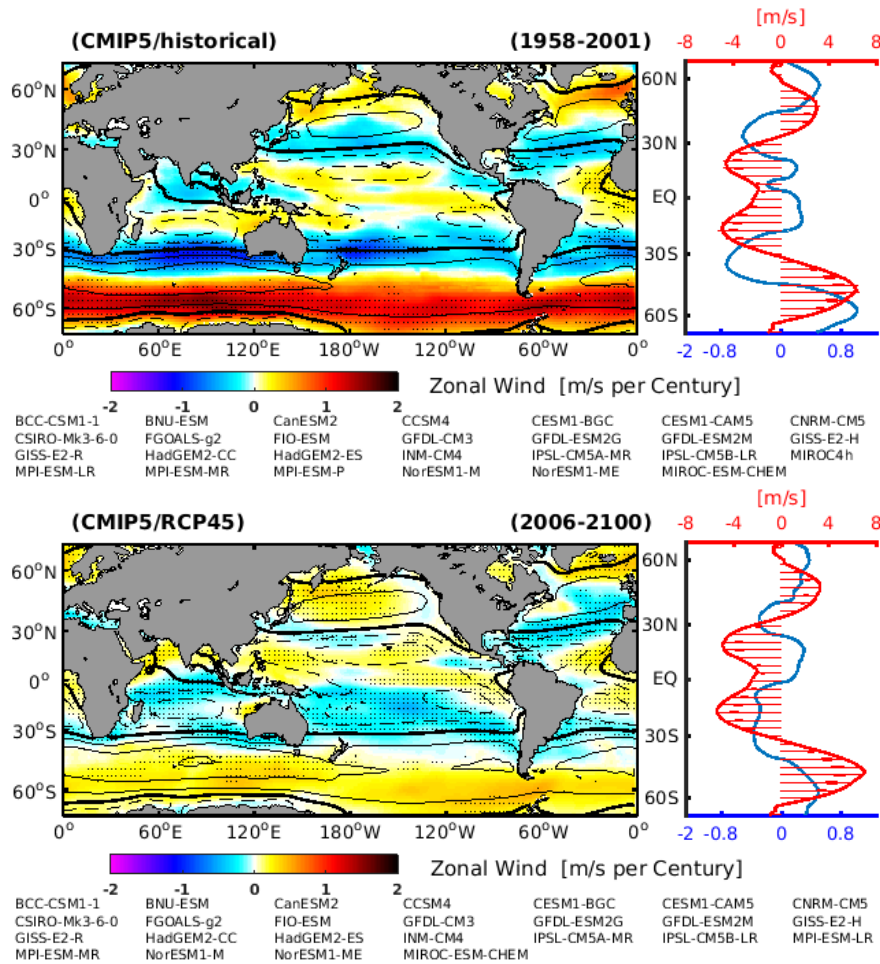 [m/s]
(CMIP5/historical) (1958-2001) -8 -4 0 4 8
60°N 60N
30°N 30N
0° EQ
30°S 30S
60°S 60S
0° 60°E 120°E 180°W 120°W 60°W 0° -2 -0.8 0 0.8
-2 -1 0 1 2 Zonal Wind [m/s per Century]
BCC-CSM1-1 BNU-ESM CanESM2 CCSM4 CESM1-BGC CESM1-CAM5 CNRM-CM5
CSIRO-Mk3-6-0 FGOALS-g2 FIO-ESM GFDL-CM3 GFDL-ESM2G GFDL-ESM2M GISS-E2-H
GISS-E2-R HadGEM2-CC HadGEM2-ES INM-CM4 IPSL-CM5A-MR IPSL-CM5B-LR MIROC4h
MPI-ESM-LR MPI-ESM-MR MPI-ESM-P NorESM1-M NorESM1-ME MIROC-ESM-CHEM
[m/s]
(CMIP5/RCP45) (2006-2100) -8 -4 0 4 8
60°N 60N
30°N 30N
0° EQ
30°S 30S
60°S 60S
0° 60°E 120°E 180°W 120°W 60°W 0° -2 -0.8 0 0.8
-2 -1 0 1 2 Zonal Wind [m/s per Century]
BCC-CSM1-1 BNU-ESM CanESM2 CCSM4 CESM1-BGC CESM1-CAM5 CNRM-CM5
CSIRO-Mk3-6-0 FGOALS-g2 FIO-ESM GFDL-CM3 GFDL-ESM2G GFDL-ESM2M GISS-E2-H
GISS-E2-R HadGEM2-CC HadGEM2-ES INM-CM4 IPSL-CM5A-MR IPSL-CM5B-LR MPI-ESM-LR
MPI-ESM-MR NorESM1-M NorESM1-ME MIROC-ESM-CHEM